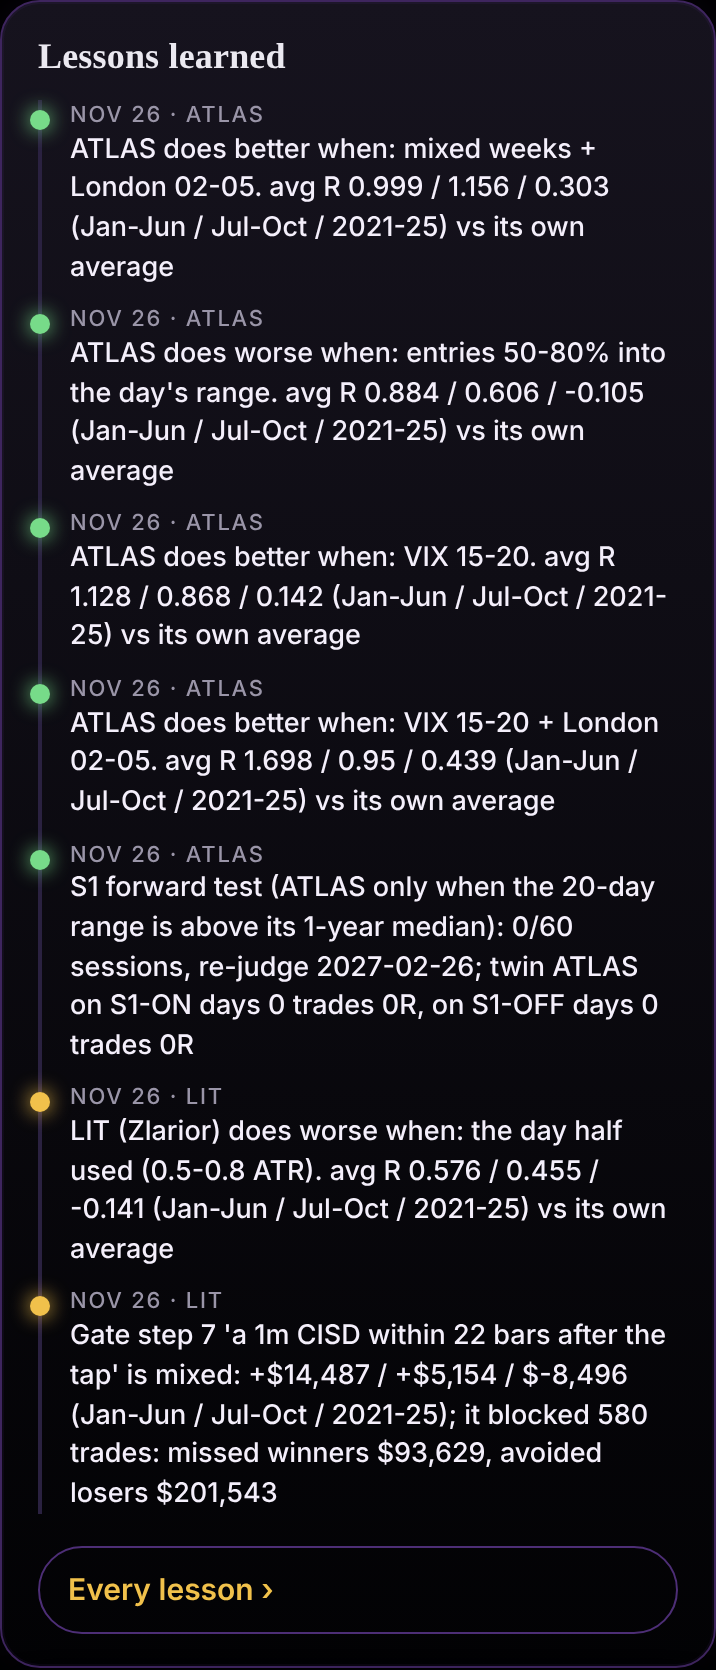 Lessons learned
NOV 26 · ATLAS
ATLAS does better when: mixed weeks +
London 02-05. avg R 0.999 / 1.156 / 0.303
(Jan-Jun / Jul-Oct / 2021-25) vs its own
average
NOV 26 · ATLAS
ATLAS does worse when: entries 50-80% into
the day's range. avg R 0.884 / 0.606 / -0.105
(Jan-Jun / Jul-Oct / 2021-25) vs its own
average
NOV 26 · ATLAS
ATLAS does better when: VIX 15-20. avg R
1.128 / 0.868 / 0.142 (Jan-Jun / Jul-Oct / 2021-
25) vs its own average
NOV 26 · ATLAS
ATLAS does better when: VIX 15-20 + London
02-05. avg R 1.698 / 0.95 / 0.439 (Jan-Jun /
Jul-Oct / 2021-25) vs its own average
NOV 26 · ATLAS
S1 forward test (ATLAS only when the 20-day
range is above its 1-year median): 0/60
sessions, re-judge 2027-02-26; twin ATLAS
on S1-ON days 0 trades 0R, on S1-OFF days 0
trades 0R
NOV 26 · LIT
LIT (Zlarior) does worse when: the day half
used (0.5-0.8 ATR). avg R 0.576 / 0.455 /
-0.141 (Jan-Jun / Jul-Oct / 2021-25) vs its own
average
NOV 26 · LIT
Gate step 7 'a 1m CISD within 22 bars after the
tap' is mixed: +$14,487 / +$5,154 / $-8,496
(Jan-Jun / Jul-Oct / 2021-25); it blocked 580
trades: missed winners $93,629, avoided
losers $201,543
Every lesson ›